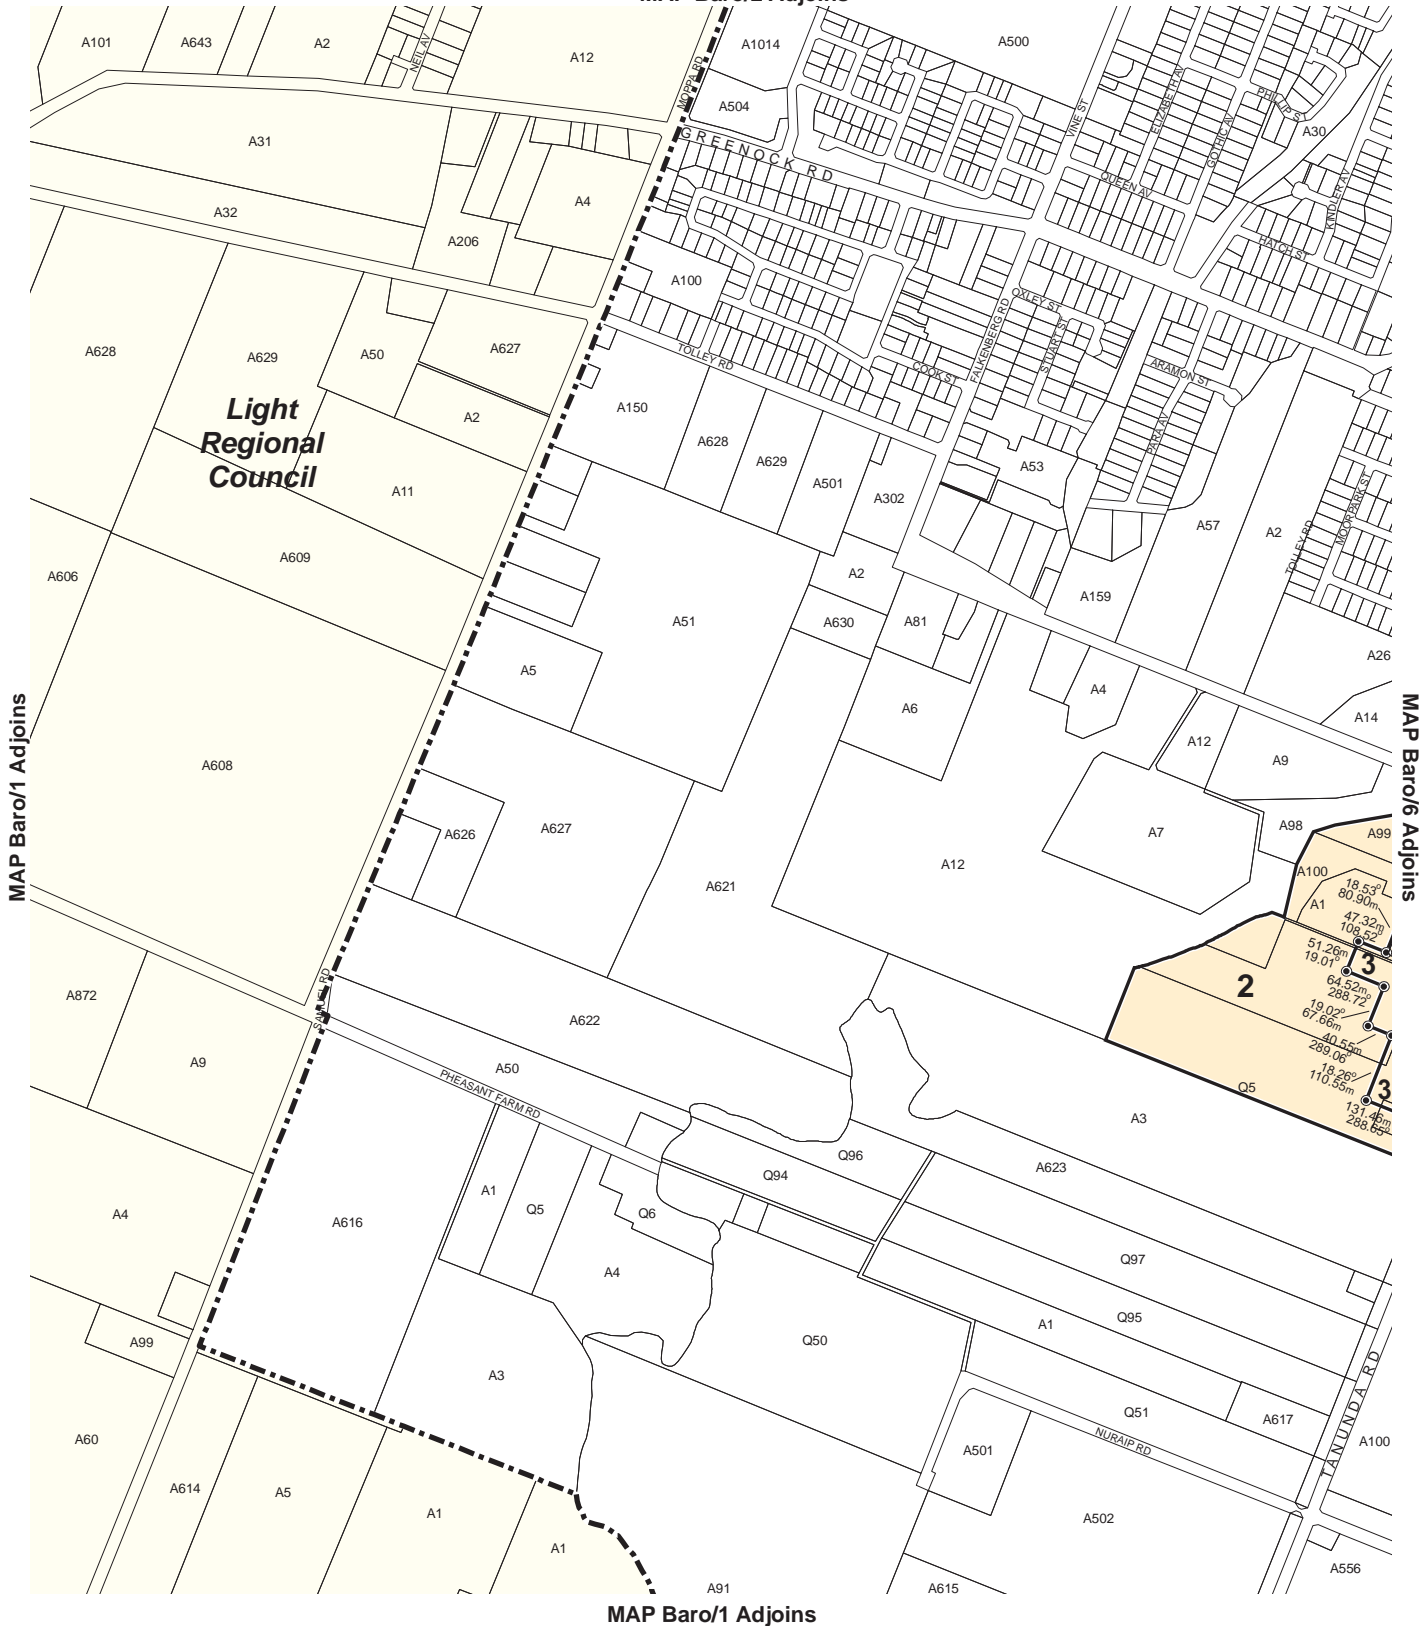 A101
A643
A2
NEIL AV
A12
MOPPA RD
A1014
A500
A504
GREENOCK RD
VINE ST
ELIZABETH AV
GOTHIC AV
PHILLIP S
A30
KINDLER AV
QUEEN AV
HATCH ST
A31
A32
A206
A4
A100
A628
A629
A50
A627
A2
TOLLEY RD
COOK ST
FALKENBERG RD
OXLEY ST
STUART ST
ARAMON ST
PARA AV
Light
Regional
Council
A11
A609
A606
A608
A150
A628
A629
A501
A302
A53
A57
A2
TOLLEY RD
MOORPARK ST
A159
A2
A630
A81
A51
A5
A6
A4
A26
A14
A12
A9
A7
A98
A99
A100
A1
A12
A626
A627
A621
MAP Baro/1 Adjoins
MAP Baro/6 Adjoins
18.53°
80.90m
47.32m
108.52°
51.26m
19.01°
3
64.52m
288.72°
19.02°
67.66m
40.55m
289.06°
18.26°
110.55m
3
131.46m
288.65°
2
Q5
A872
A9
SAMUEL RD
A622
A50
PHEASANT FARM RD
A3
A623
Q96
Q94
A1
Q5
Q6
A4
A616
A4
A99
Q97
Q95
A1
Q50
A3
Q51
A617
TANUNDA RD
A100
NURAIP RD
A501
A502
A60
A614
A5
A1
A1
A91
A615
A556
MAP Baro/1 Adjoins